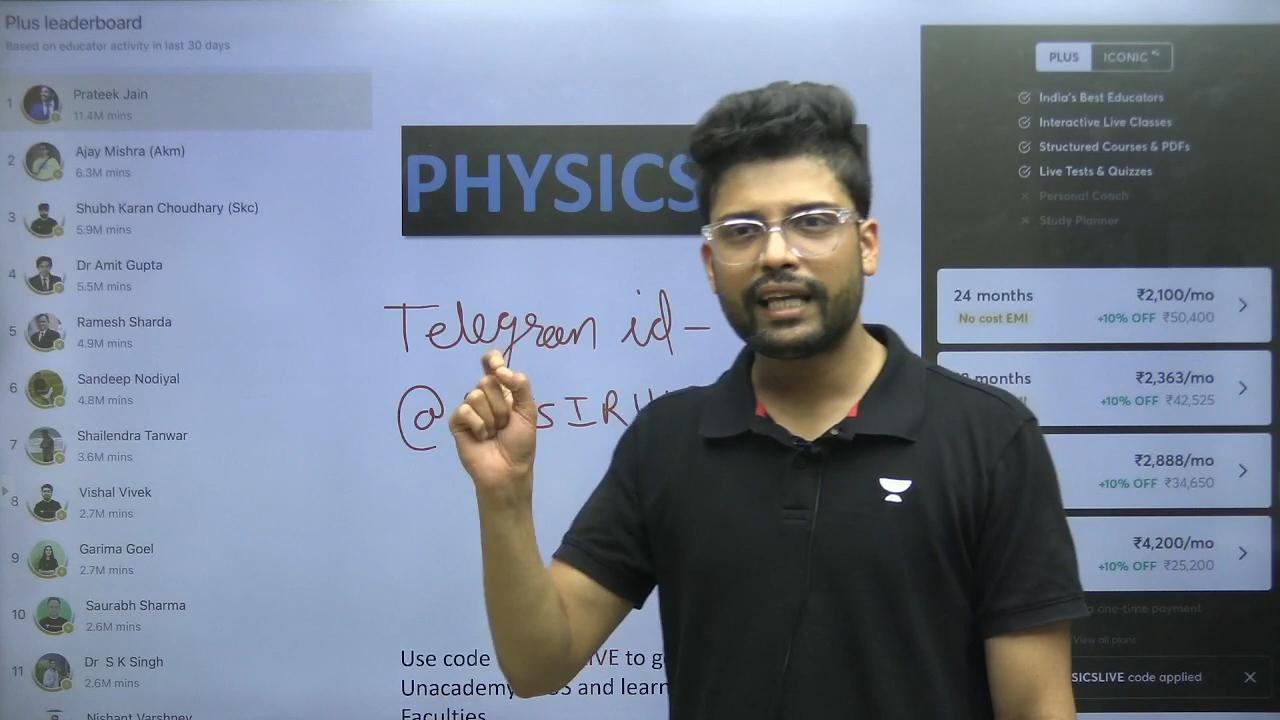 Plus leaderboard
Based on educator activity in last 30 days
1 Prateek Jain
11.4M mins
2 Ajay Mishra (Akm)
6.3M mins
3 Shubh Karan Choudhary (Skc)
5.9M mins
4 Dr Amit Gupta
5.5M mins
5 Ramesh Sharda
4.9M mins
6 Sandeep Nodiyal
4.8M mins
7 Shailendra Tanwar
3.6M mins
8 Vishal Vivek
2.7M mins
9 Garima Goel
2.7M mins
10 Saurabh Sharma
2.6M mins
11 Dr S K Singh
2.6M mins
Nishant Varshney
PHYSICS
Telegram id -
@
Use code
to
Unacademy
and learn
Faculties
PLUS ICONIC
India's Best Educators
Interactive Live Classes
Structured Courses & PDFs
Live Tests & Quizzes
Personal Coach
Study Planner
24 months ₹2,100/mo
No cost EMI +10% OFF ₹50,400
months ₹2,363/mo
+10% OFF ₹42,525
₹2,888/mo
+10% OFF ₹34,650
₹4,200/mo
+10% OFF ₹25,200
one-time payment
View all plans
SICSLIVE code applied